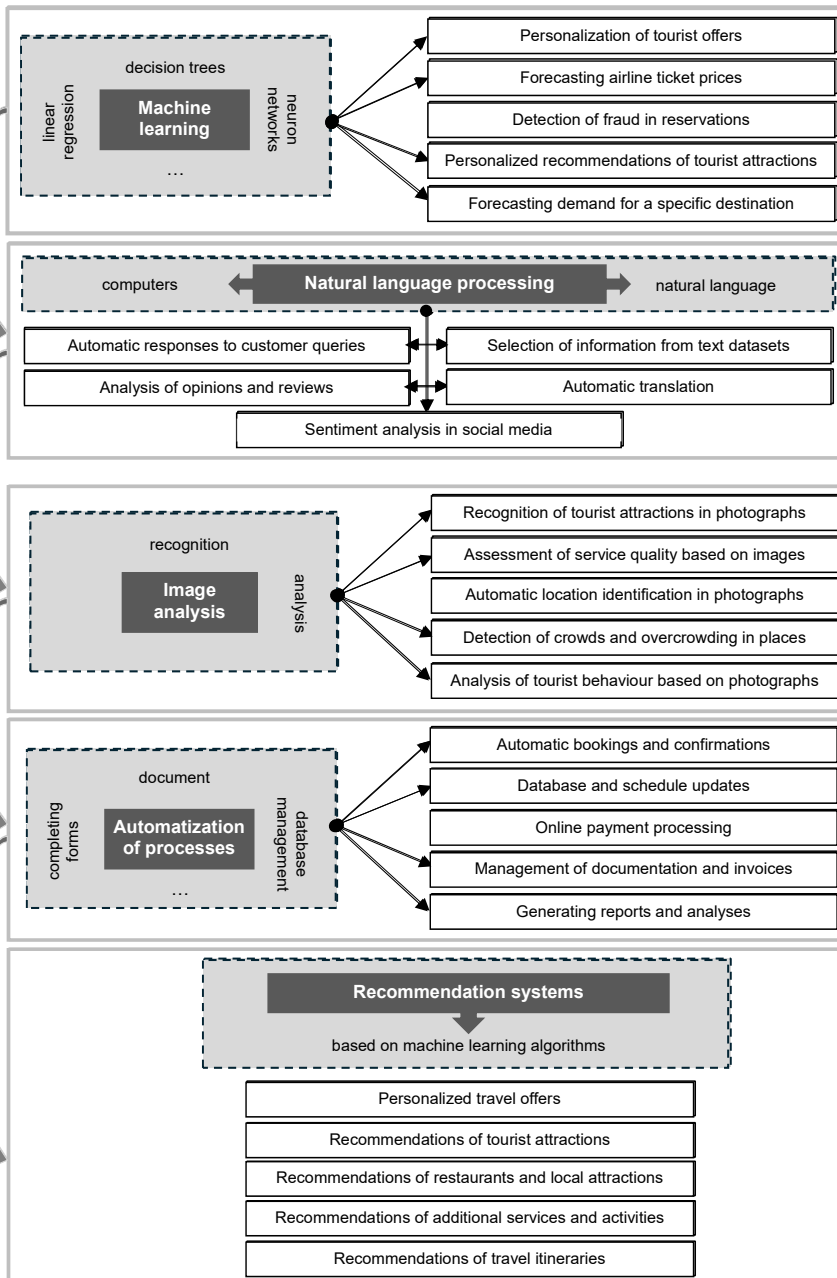 decision trees
linear
regression
Machine
learning
neuron
networks
…
Personalization of tourist offers
Forecasting airline ticket prices
Detection of fraud in reservations
Personalized recommendations of tourist attractions
Forecasting demand for a specific destination
computers
Natural language processing
natural language
Automatic responses to customer queries
Selection of information from text datasets
Analysis of opinions and reviews
Automatic translation
Sentiment analysis in social media
recognition
Image
analysis
analysis
Recognition of tourist attractions in photographs
Assessment of service quality based on images
Automatic location identification in photographs
Detection of crowds and overcrowding in places
Analysis of tourist behaviour based on photographs
document
completing
forms
Automatization
of processes
database
management
…
Automatic bookings and confirmations
Database and schedule updates
Online payment processing
Management of documentation and invoices
Generating reports and analyses
Recommendation systems
based on machine learning algorithms
Personalized travel offers
Recommendations of tourist attractions
Recommendations of restaurants and local attractions
Recommendations of additional services and activities
Recommendations of travel itineraries